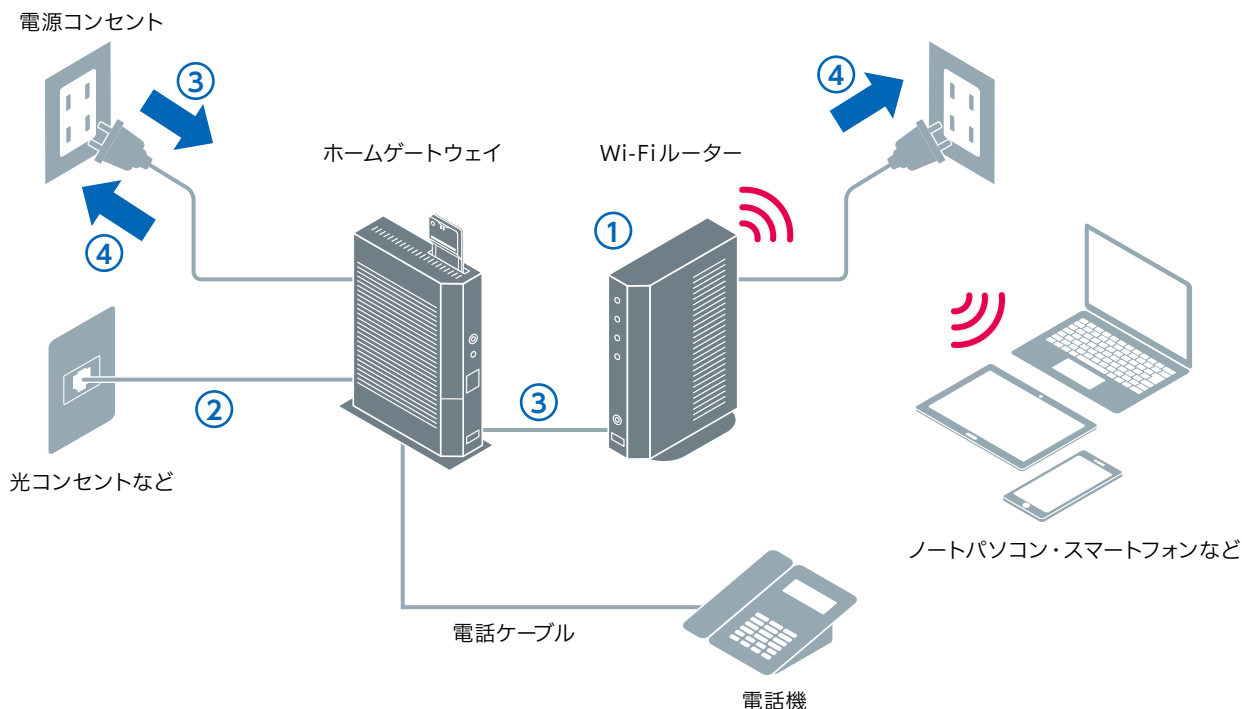 電源コンセント
③
④
④
ホームゲートウェイ
Wi-Fiルーター
①
②
③
光コンセントなど
ノートパソコン・スマートフォンなど
電話ケーブル
電話機